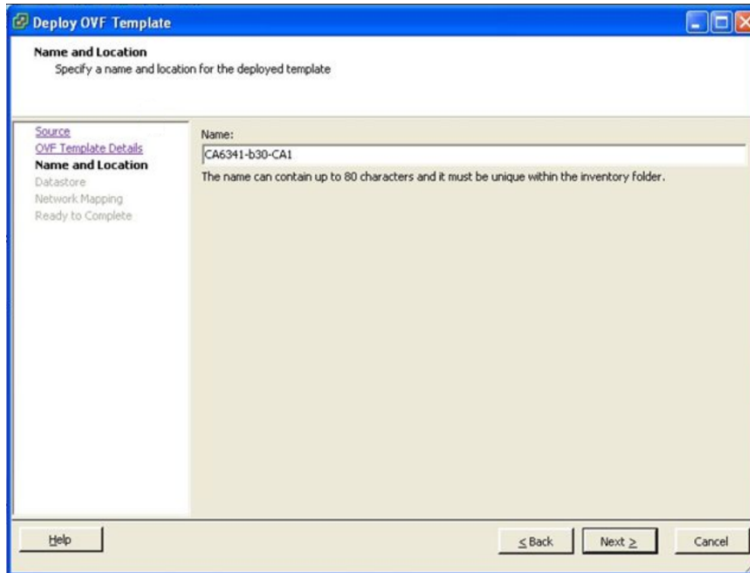 Deploy OVF Template
Name and Location
Specify a name and location for the deployed template
Source
OVF Template Details
Name and Location
Datastore
Network Mapping
Ready to Complete
Name:
CA6341-b30-CA1
The name can contain up to 80 characters and it must be unique within the inventory folder.
Help
≤ Back
Next ≥
Cancel